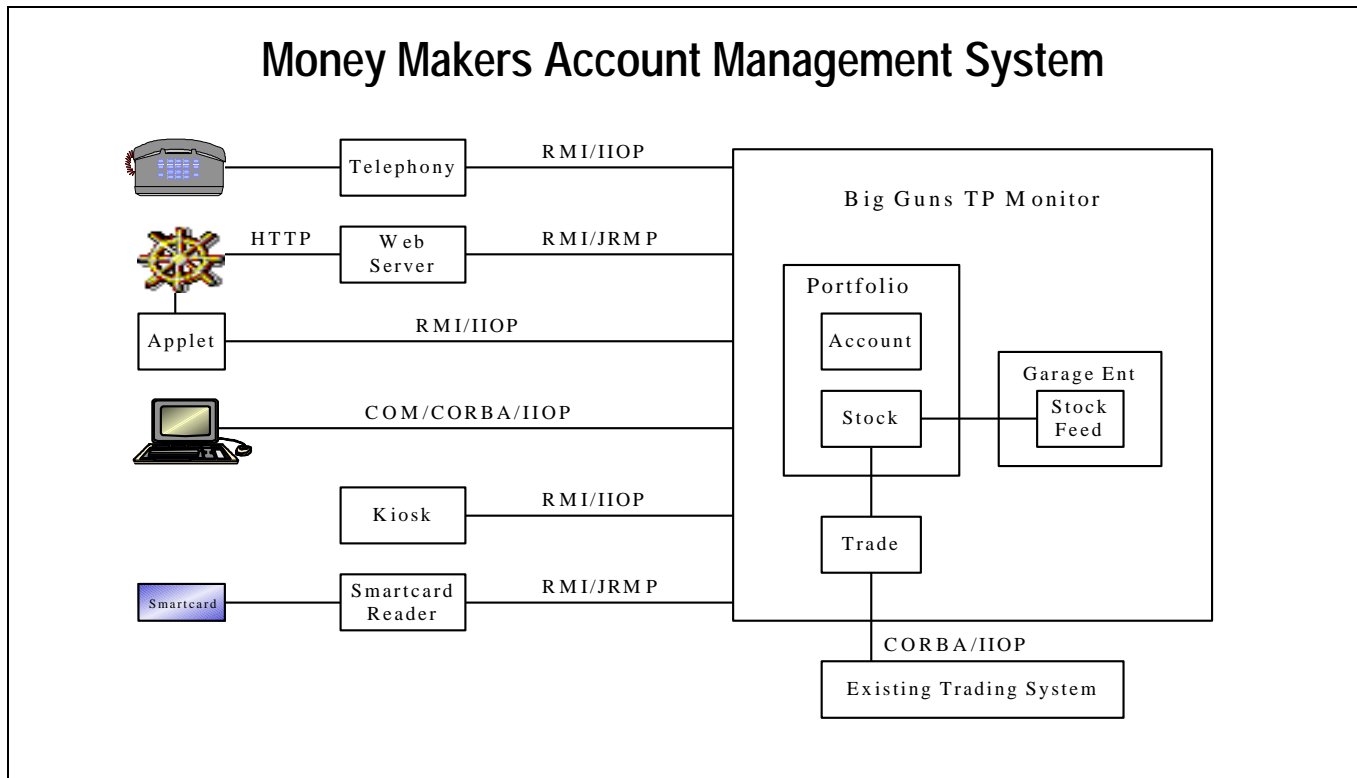 Money Makers Account Management System
Telephony
RMI/IIOP
Big Guns TP Monitor
HTTP
Web
Server
RMI/JRMP
Portfolio
Account
Applet
RMI/IIOP
Garage Ent
Stock
Stock
Feed
COM/CORBA/IIOP
Kiosk
RMI/IIOP
Trade
Smartcard
Smartcard
Reader
RMI/JRMP
CORBA/IIOP
Existing Trading System